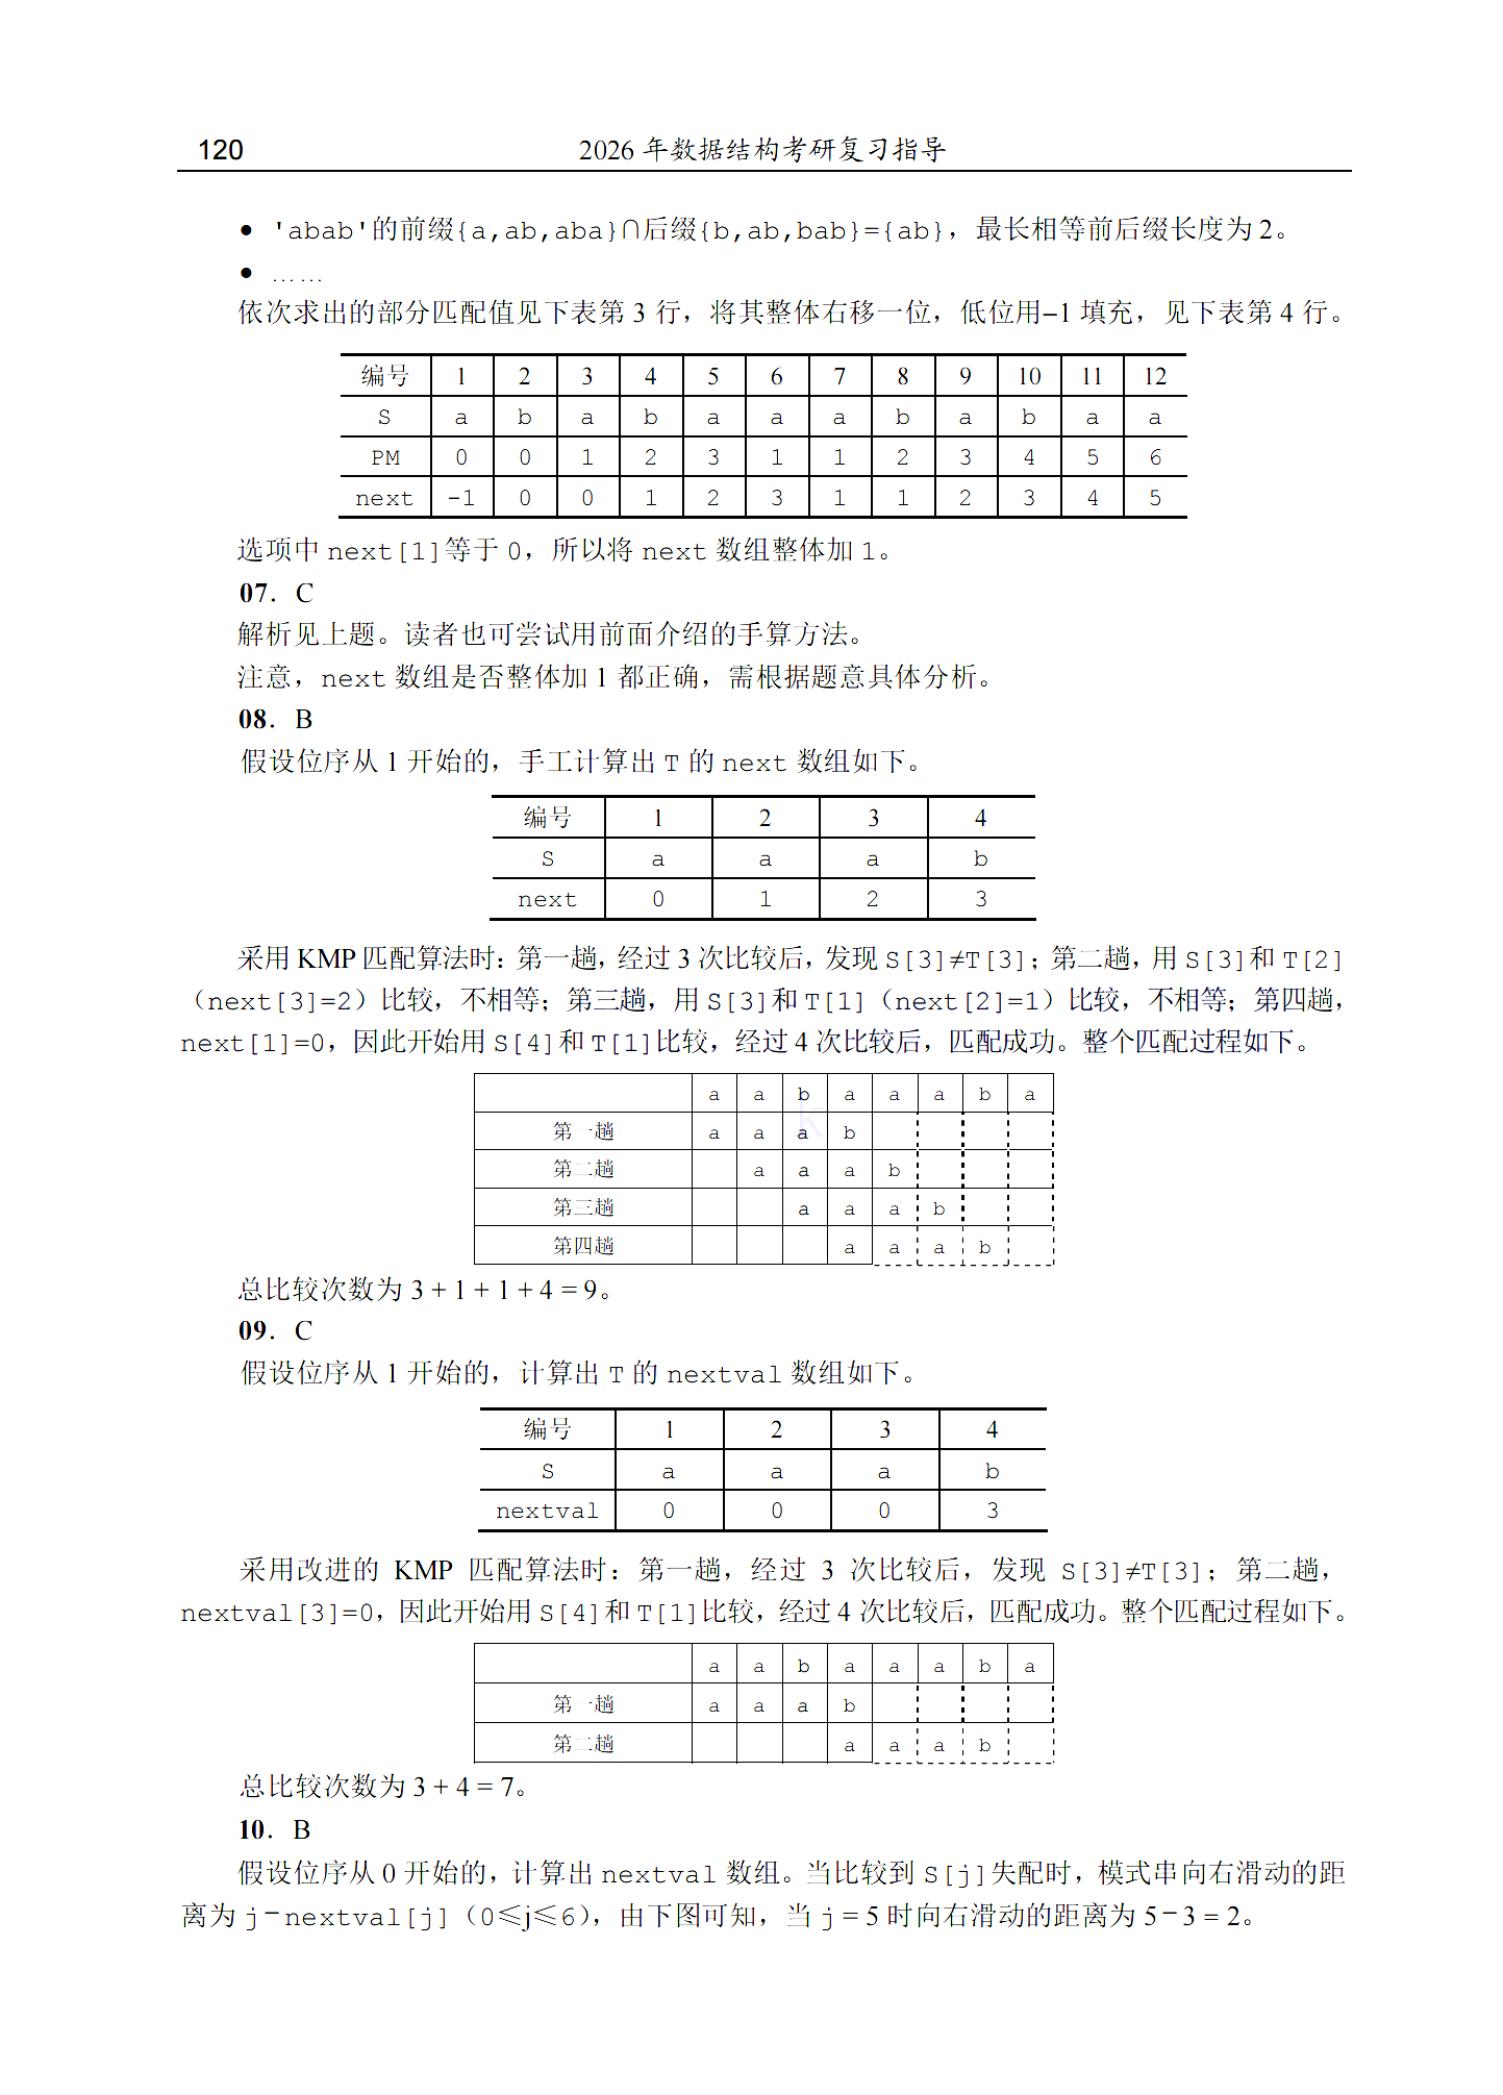 120 2026 年数据结构考研复习指导
● 'abab'的前缀{a,ab,aba}∩后缀{b,ab,bab}={ab}，最长相等前后缀长度为 2。
● ……
依次求出的部分匹配值见下表第 3 行，将其整体右移一位，低位用–1 填充，见下表第 4 行。
编号 1 2 3 4 5 6 7 8 9 10 11 12
S a b a b a a a b a b a a
PM 0 0 1 2 3 1 1 2 3 4 5 6
next -1 0 0 1 2 3 1 1 2 3 4 5
选项中 next[1]等于 0，所以将 next 数组整体加 1。
07. C
解析见上题。读者也可尝试用前面介绍的手算方法。
注意，next 数组是否整体加 1 都正确，需根据题意具体分析。
08. B
假设位序从 1 开始的，手工计算出 T 的 next 数组如下。
编号 1 2 3 4
S a a a b
next 0 1 2 3
采用 KMP 匹配算法时：第一趟，经过 3 次比较后，发现 S[3]≠T[3]；第二趟，用 S[3]和 T[2]
（next[3]=2）比较，不相等；第三趟，用 S[3]和 T[1]（next[2]=1）比较，不相等；第四趟，
next[1]=0，因此开始用 S[4]和 T[1]比较，经过 4 次比较后，匹配成功。整个匹配过程如下。
a a b a a a b a
第一趟 a a a b
第二趟 a a a b
第三趟 a a a b
第四趟 a a a b
总比较次数为 3 + 1 + 1 + 4 = 9。
09. C
假设位序从 1 开始的，计算出 T 的 nextval 数组如下。
编号 1 2 3 4
S a a a b
nextval 0 0 0 3
采用改进的 KMP 匹配算法时：第一趟，经过 3 次比较后，发现 S[3]≠T[3]；第二趟，
nextval[3]=0，因此开始用 S[4]和 T[1]比较，经过 4 次比较后，匹配成功。整个匹配过程如下。
a a b a a a b a
第一趟 a a a b
第二趟 a a a b
总比较次数为 3 + 4 = 7。
10. B
假设位序从 0 开始的，计算出 nextval 数组。当比较到 S[j]失配时，模式串向右滑动的距
离为 j−nextval[j]（0≤j≤6），由下图可知，当 j = 5 时向右滑动的距离为 5−3 = 2。